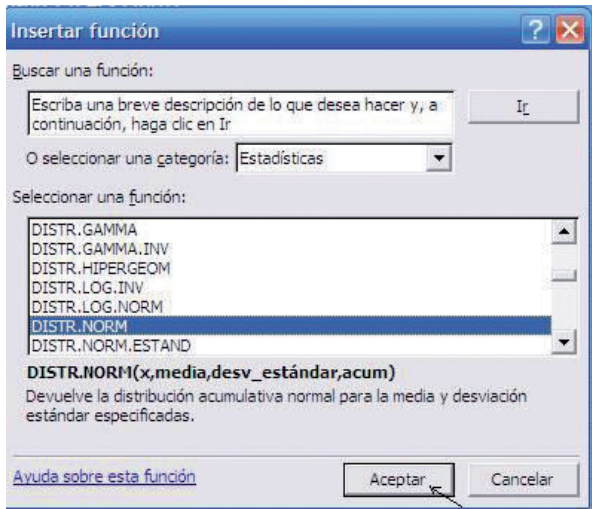 Insertar función
Buscar una función:
Escriba una breve descripción de lo que desea hacer y, a
continuación, haga clic en Ir
Ir
O seleccionar una categoría: Estadísticas
Seleccionar una función:
DISTR.GAMMA
DISTR.GAMMA.INV
DISTR.HIPERGEOM
DISTR.LOG.INV
DISTR.LOG.NORM
DISTR.NORM
DISTR.NORM.ESTAND
DISTR.NORM(x,media,desv_estándar,acum)
Devuelve la distribución acumulativa normal para la media y desviación
estándar especificadas.
Ayuda sobre esta función
Aceptar
Cancelar